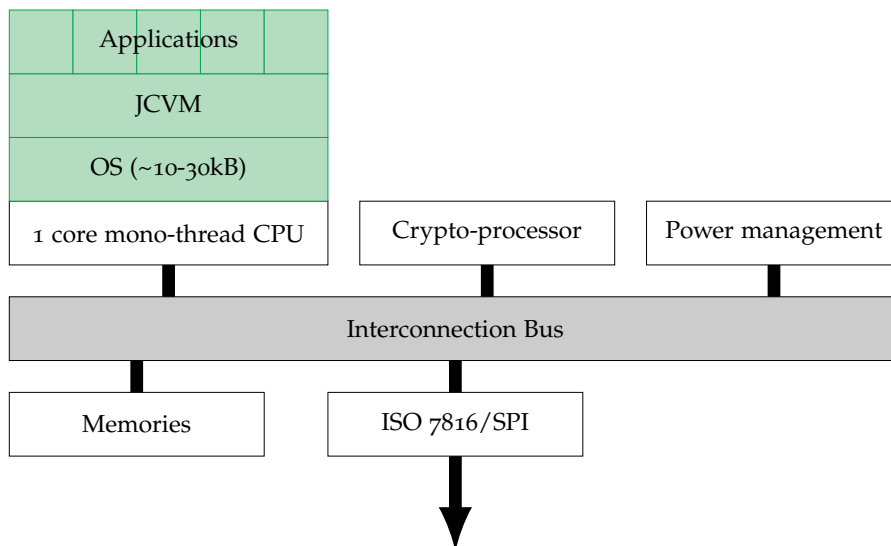 Applications
JCVM
OS (~10-30kB)
1 core mono-thread CPU
Crypto-processor
Power management
Interconnection Bus
Memories
ISO 7816/SPI